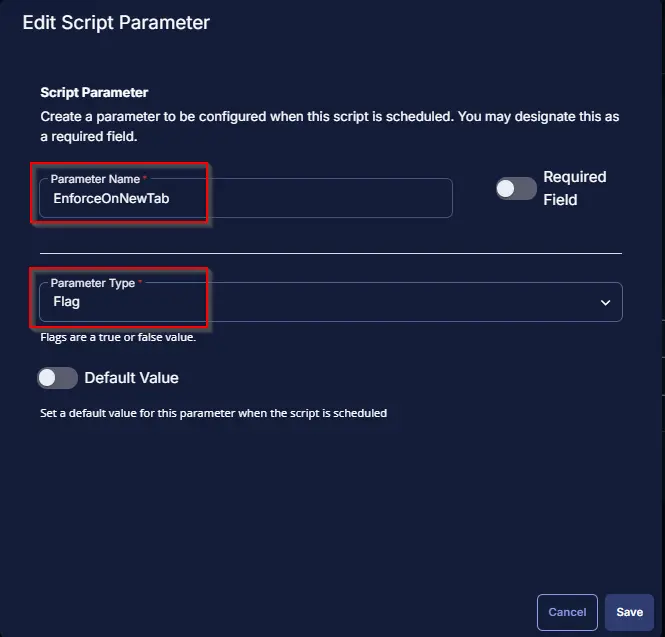 Edit Script Parameter
Script Parameter
Create a parameter to be configured when this script is scheduled. You may designate this as
a required field.
Parameter Name *
EnforceOnNewTab
Required
Field
Parameter Type *
Flag
Flags are a true or false value.
Default Value
Set a default value for this parameter when the script is scheduled
Cancel
Save